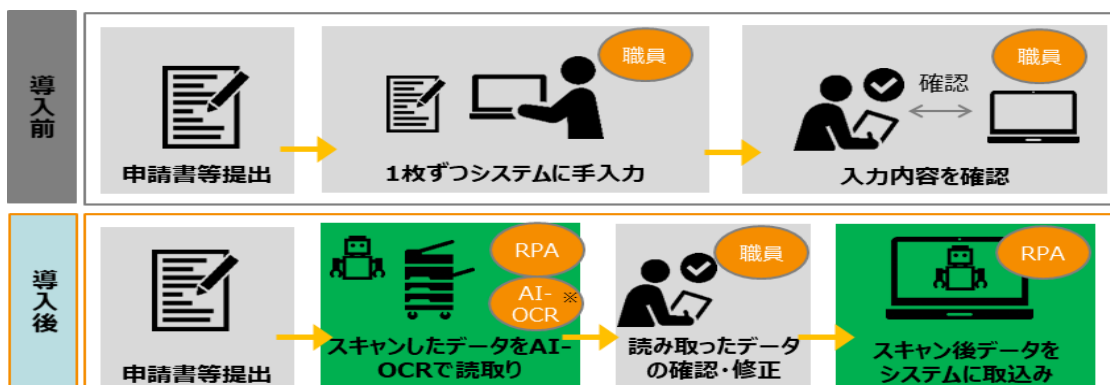 導入前
職員
職員
確認
申請書等提出
1枚ずつシステムに手入力
入力内容を確認
導入後
RPA
AI-
OCR
※
職員
RPA
申請書等提出
スキャンしたデータをAI-
OCRで読取り
読み取ったデータ
の確認・修正
スキャン後データを
システムに取込み